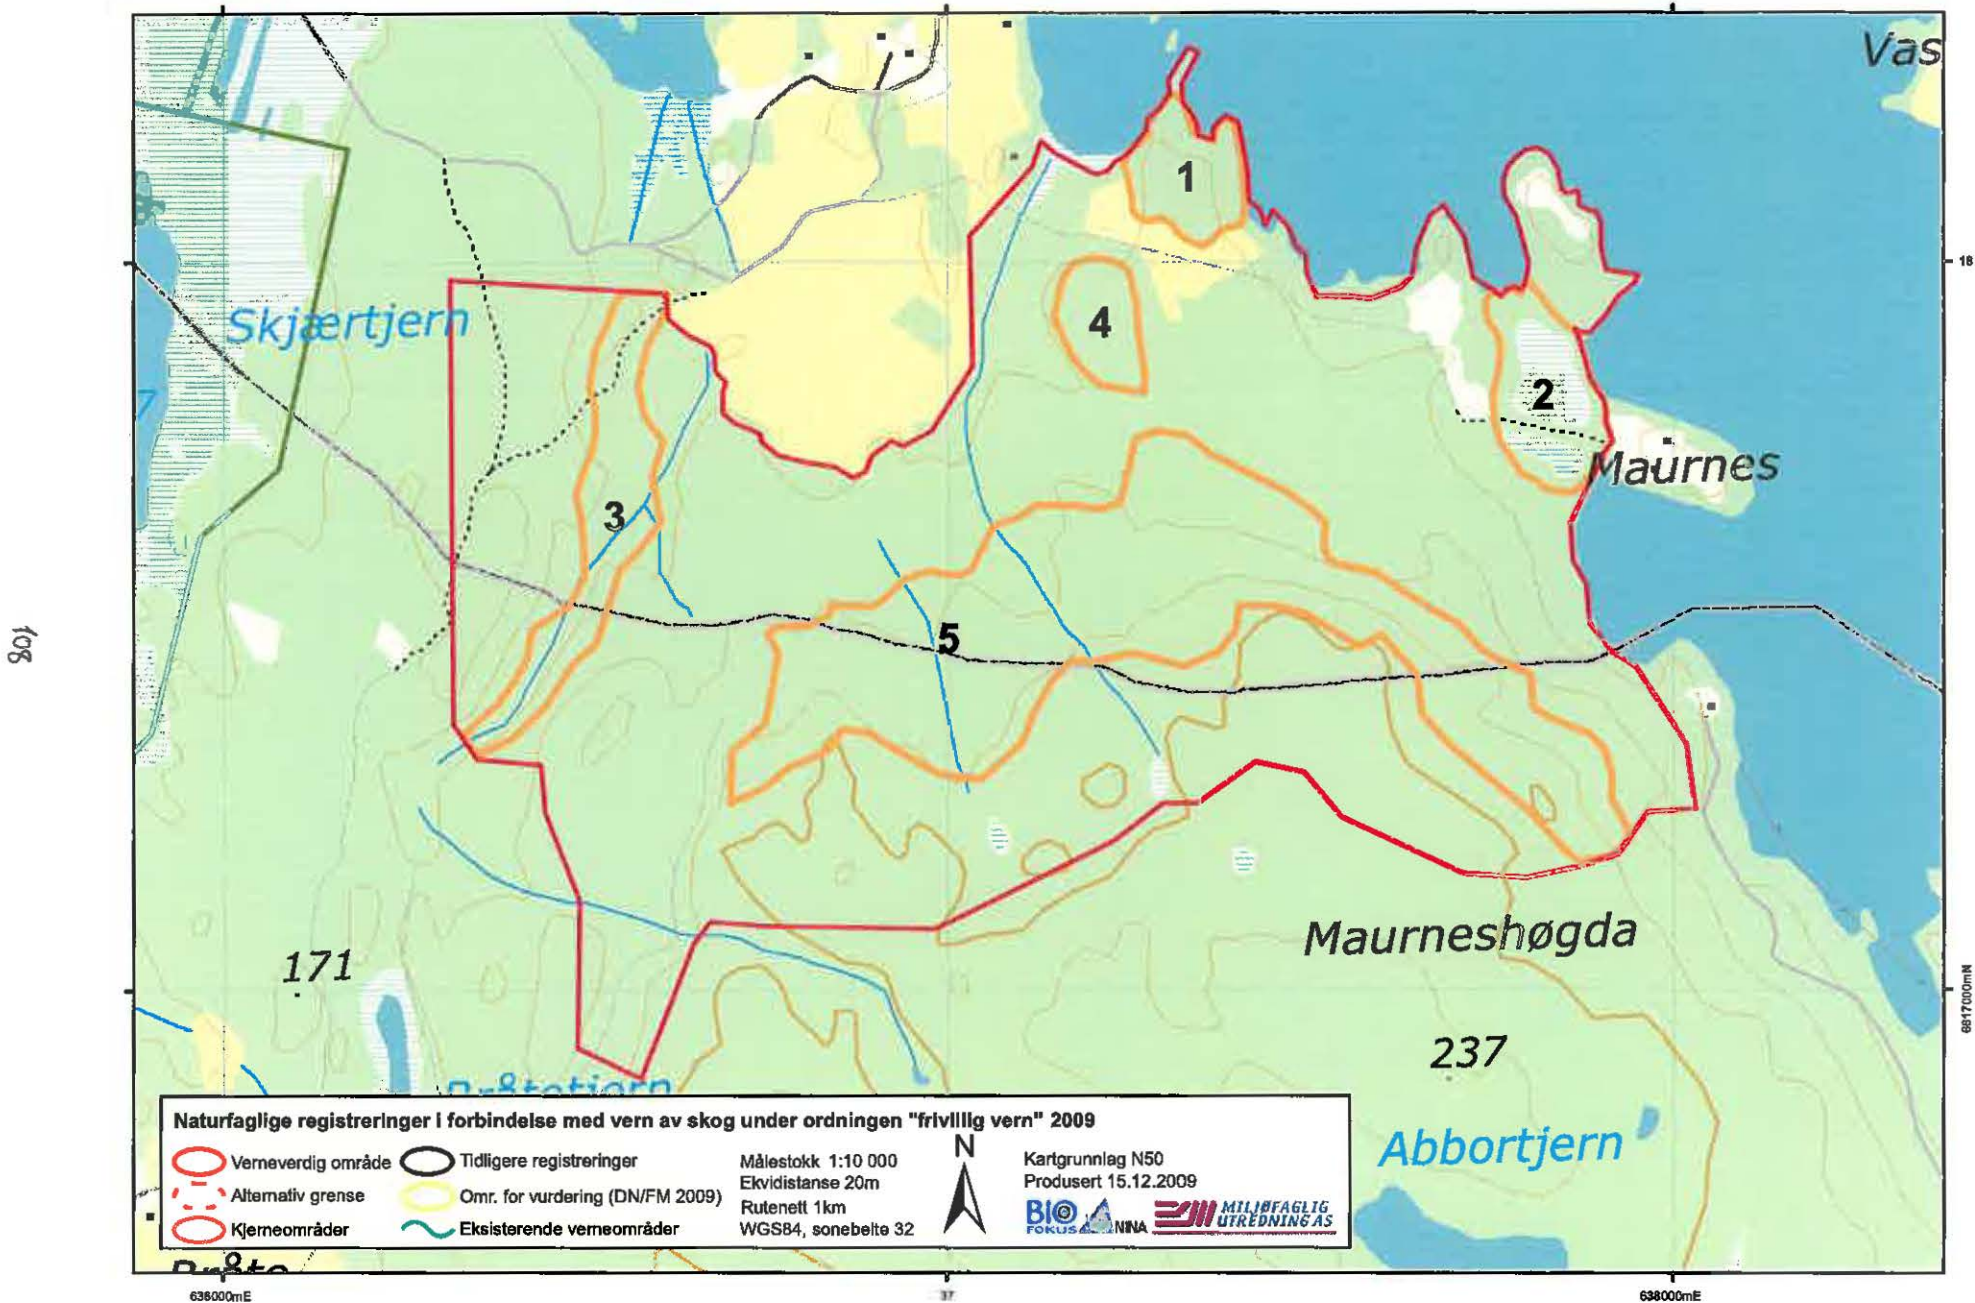 Vas
1
18
Skjærtjern
4
7
2
Maurnes
3
5
108
Maurneshøgda
171
6617000mN
237
Naturfaglige registreringer i forbindelse med vern av skog under ordningen "frivillig vern" 2009
Verneverdig område
Alternativ grense
Kjerneområder
Tidligere registreringer
Omr. for vurdering (DN/FM 2009)
Eksisterende verneområder
Målestokk 1:10 000
Ekvidistanse 20m
Rutenett 1km
WGS84, sonebelte 32
N
Kartgrunnlag N50
Produsert 15.12.2009
BIO
FOKUS
NINA
MILJØFAGLIG
UTREDNING AS
Abbortjern
638000mE
37
638000mE